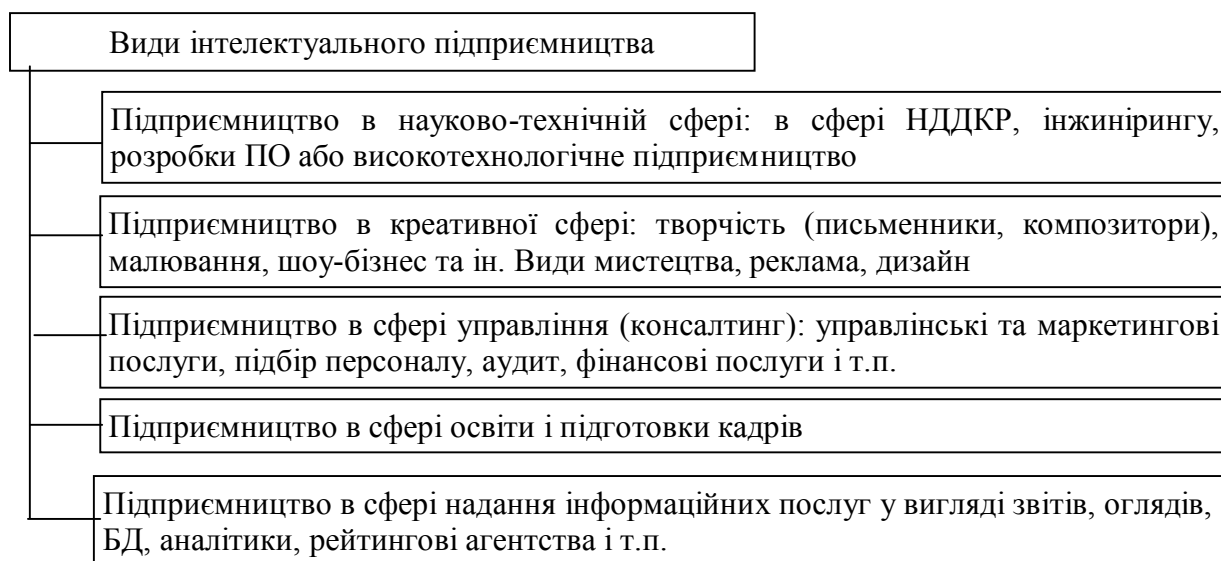 Види інтелектуального підприємництва
Підприємництво в науково-технічній сфері: в сфері НДДКР, інжинірингу,
розробки ПО або високотехнологічне підприємництво
Підприємництво в креативної сфері: творчість (письменники, композитори),
малювання, шоу-бізнес та ін. Види мистецтва, реклама, дизайн
Підприємництво в сфері управління (консалтинг): управлінські та маркетингові
послуги, підбір персоналу, аудит, фінансові послуги і т.п.
Підприємництво в сфері освіти і підготовки кадрів
Підприємництво в сфері надання інформаційних послуг у вигляді звітів, оглядів,
БД, аналітики, рейтингові агентства і т.п.